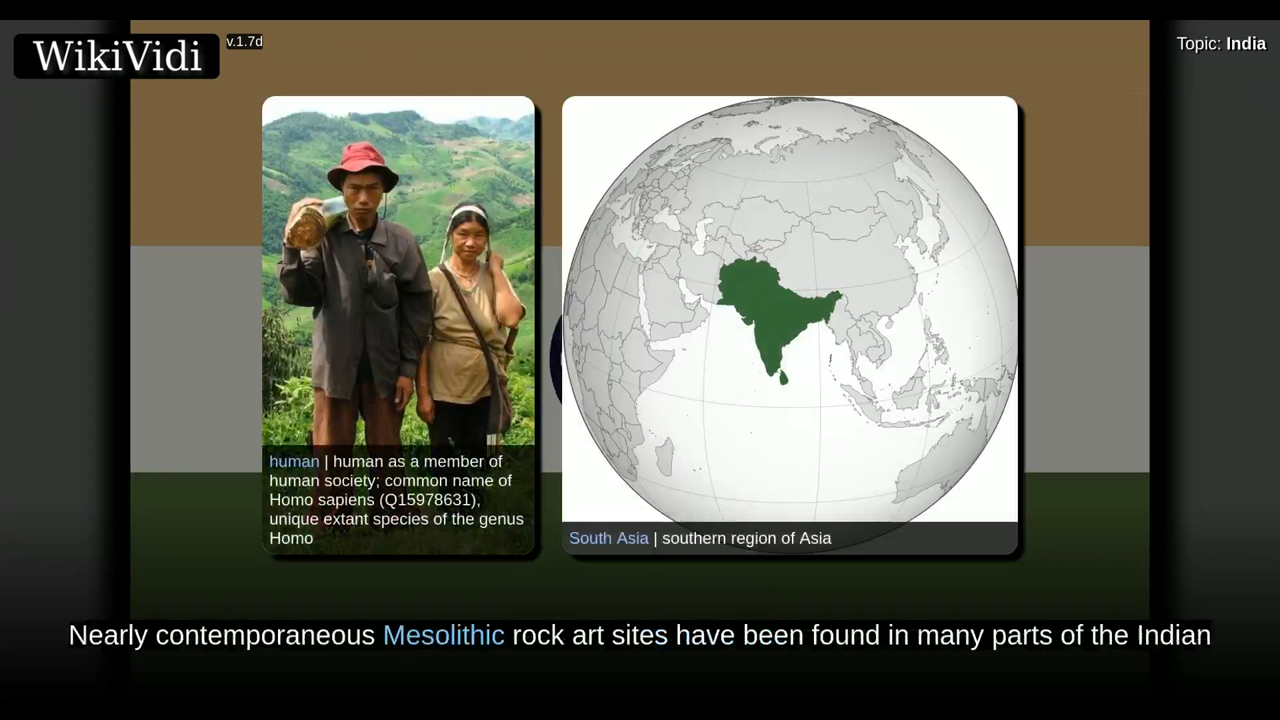 WikiVidi
v.1.7d
Topic: India
human | human as a member of
human society; common name of
Homo sapiens (Q15978631),
unique extant species of the genus
Homo
South Asia | southern region of Asia
Nearly contemporaneous Mesolithic rock art sites have been found in many parts of the Indian